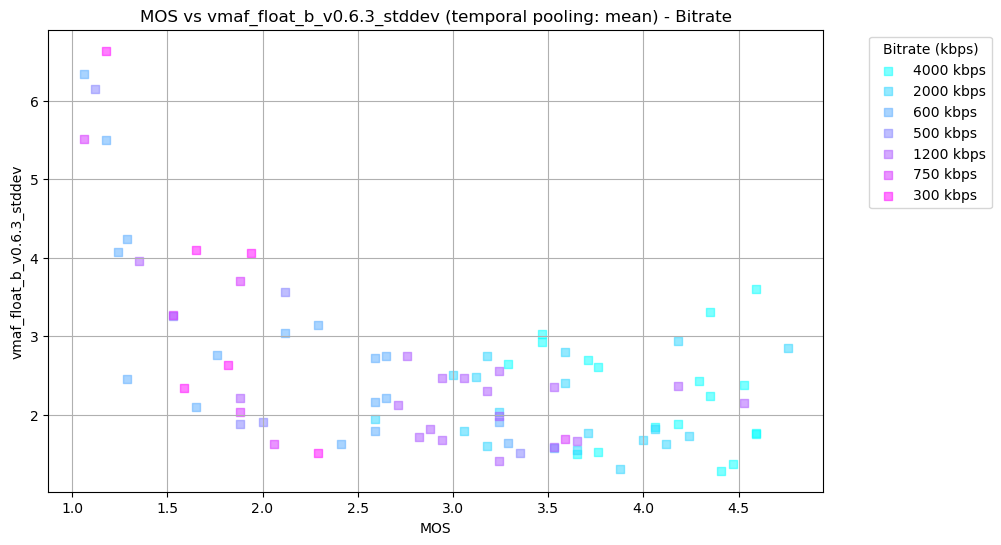 MOS vs vmaf_float_b_v0.6.3_stddev (temporal pooling: mean) - Bitrate
vmaf_float_b_v0.6.3_stddev
6
5
4
3
2
1.0 1.5 2.0 2.5 3.0 3.5 4.0 4.5
MOS
Bitrate (kbps)
4000 kbps
2000 kbps
600 kbps
500 kbps
1200 kbps
750 kbps
300 kbps